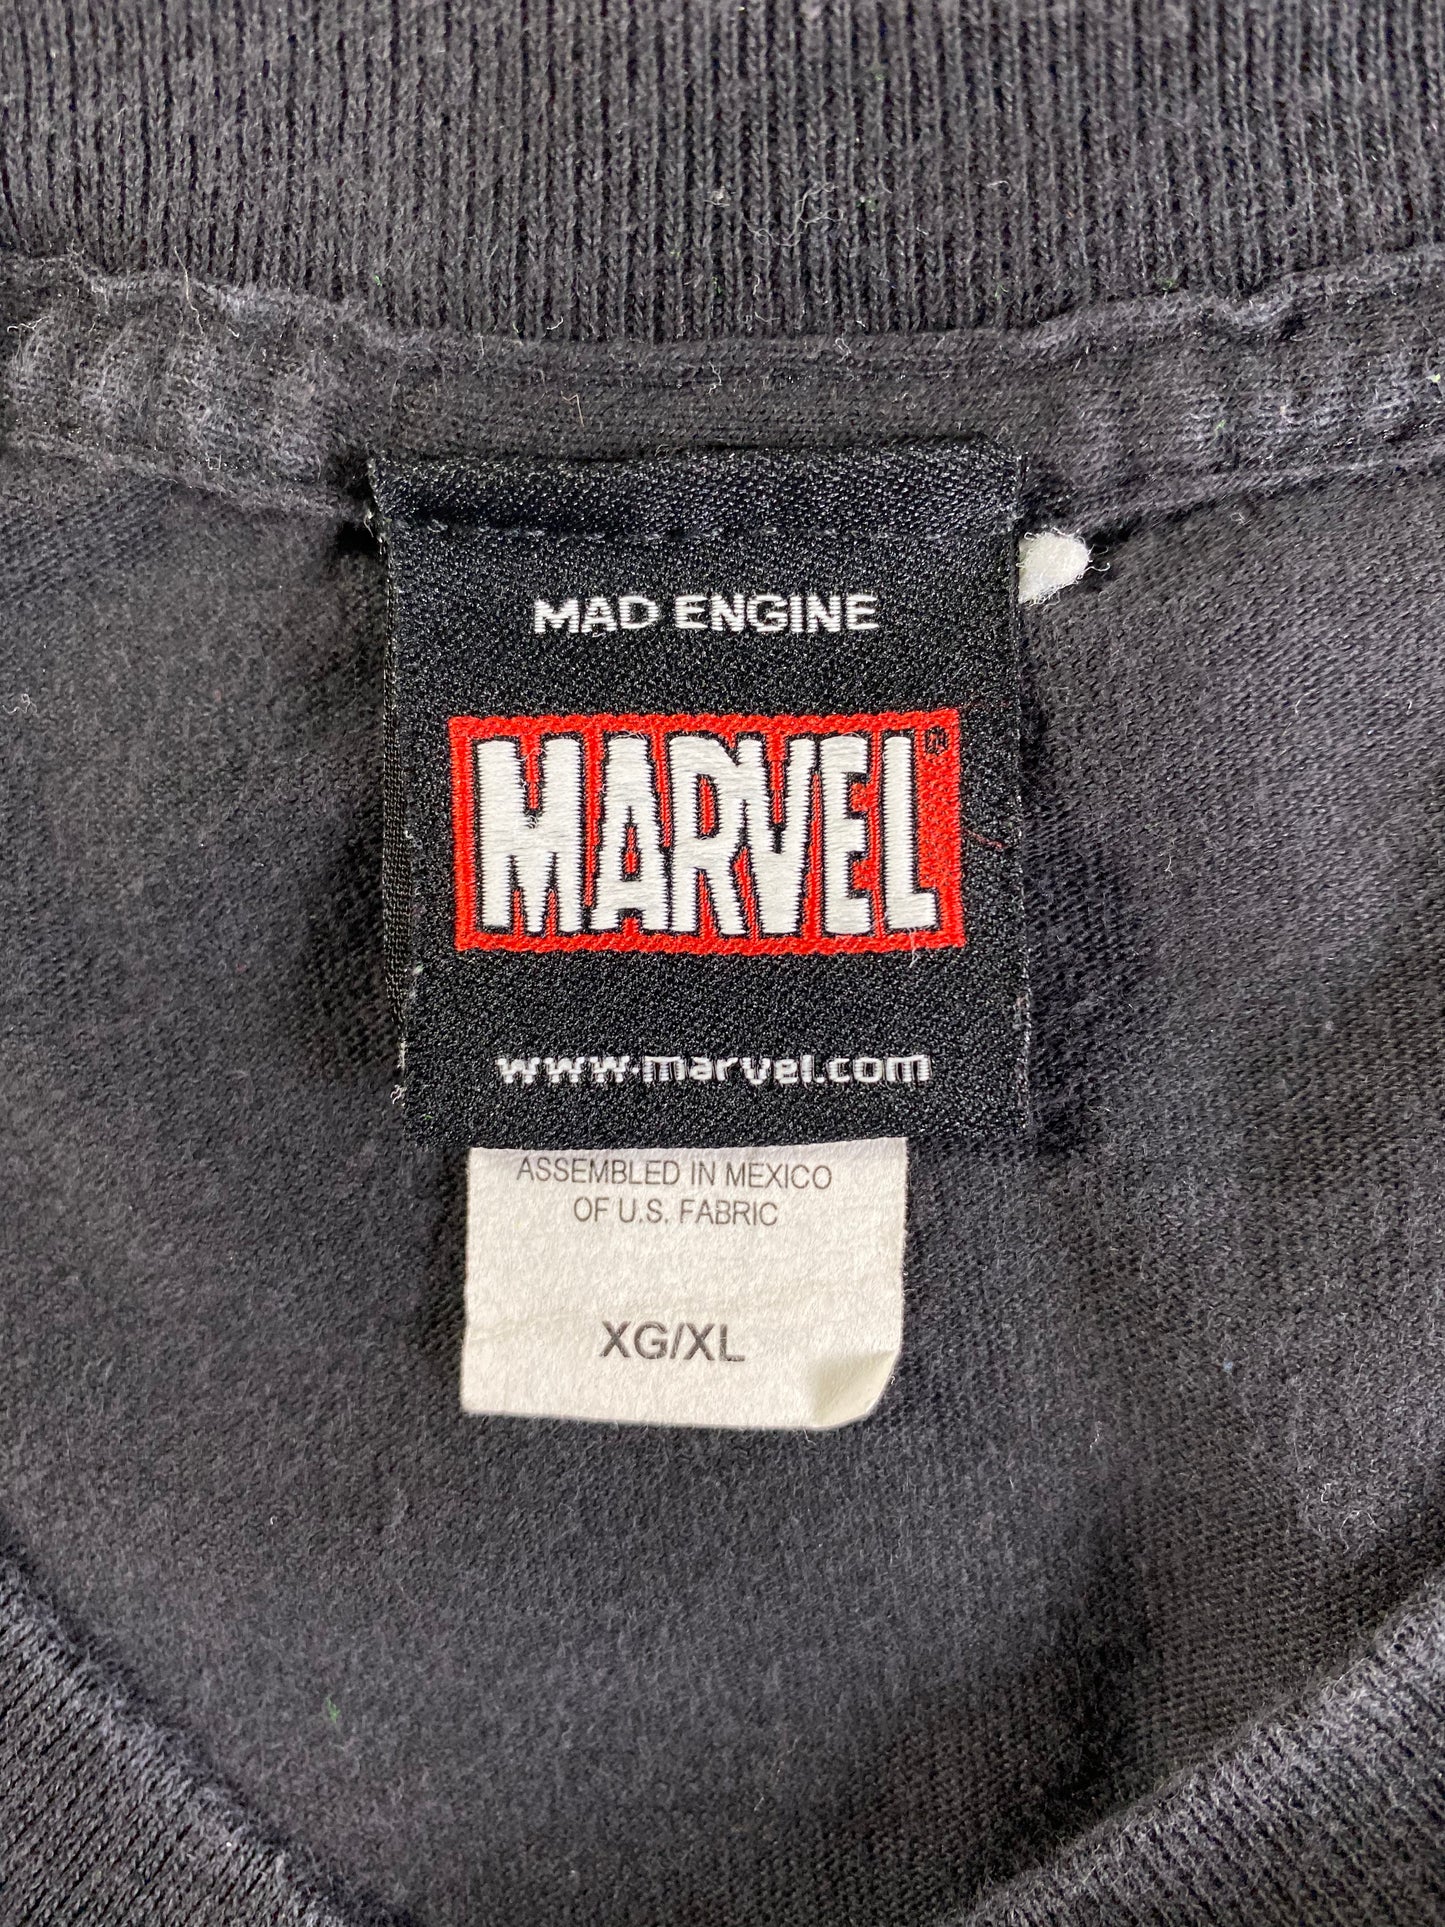 MAD ENGINE
MARVEL
www.marvel.com
ASSEMBLED IN MEXICO
OF U.S. FABRIC
XG/XL